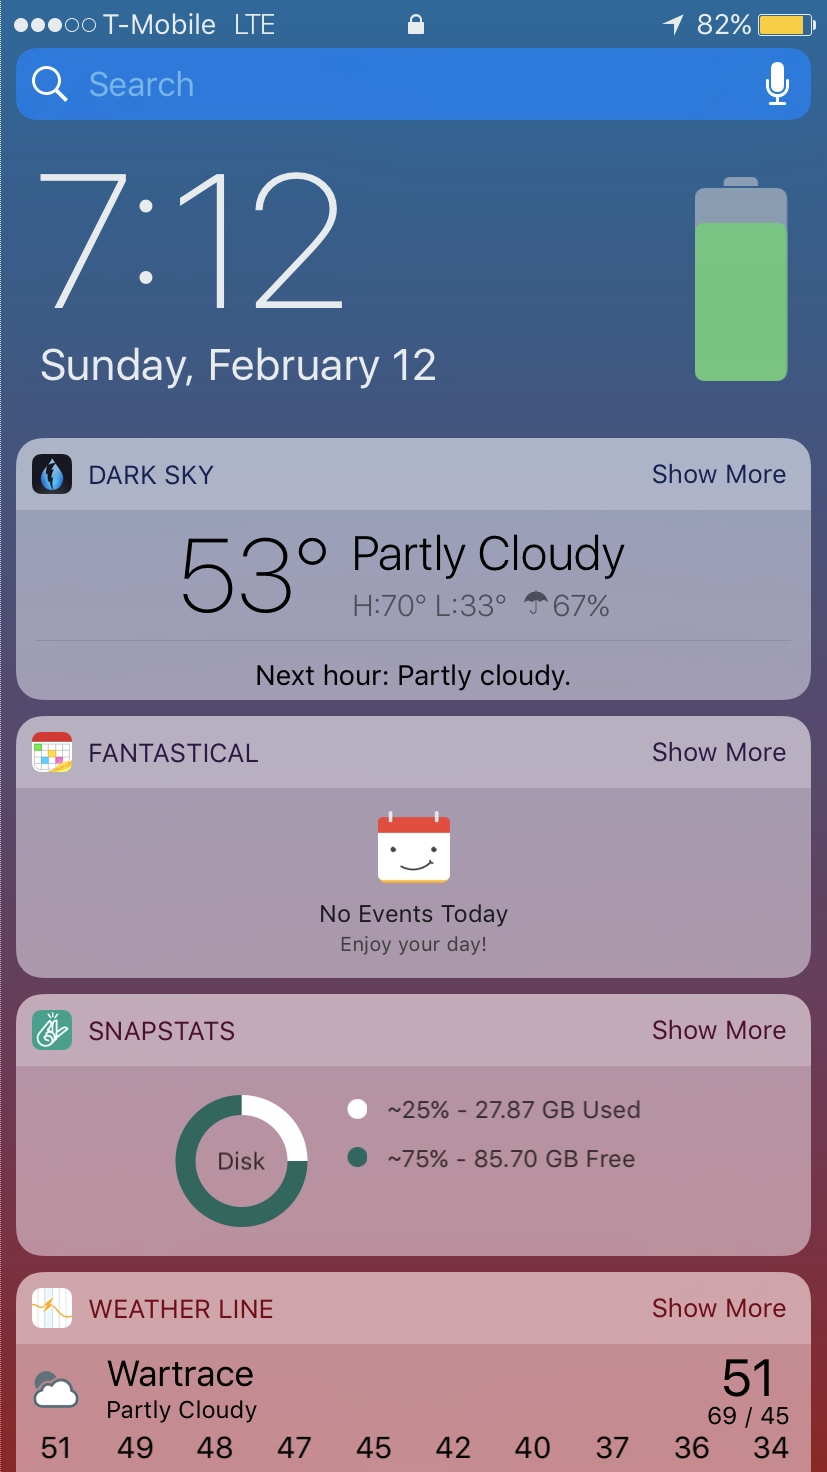 T-Mobile LTE 82%
Search
7:12
Sunday, February 12
DARK SKY Show More
53° Partly Cloudy
H:70° L:33° ☂67%
Next hour: Partly cloudy.
FANTASTICAL Show More
No Events Today
Enjoy your day!
SNAPSTATS Show More
Disk
~25% - 27.87 GB Used
~75% - 85.70 GB Free
WEATHER LINE Show More
Wartrace 51
Partly Cloudy 69 / 45
51 49 48 47 45 42 40 37 36 34